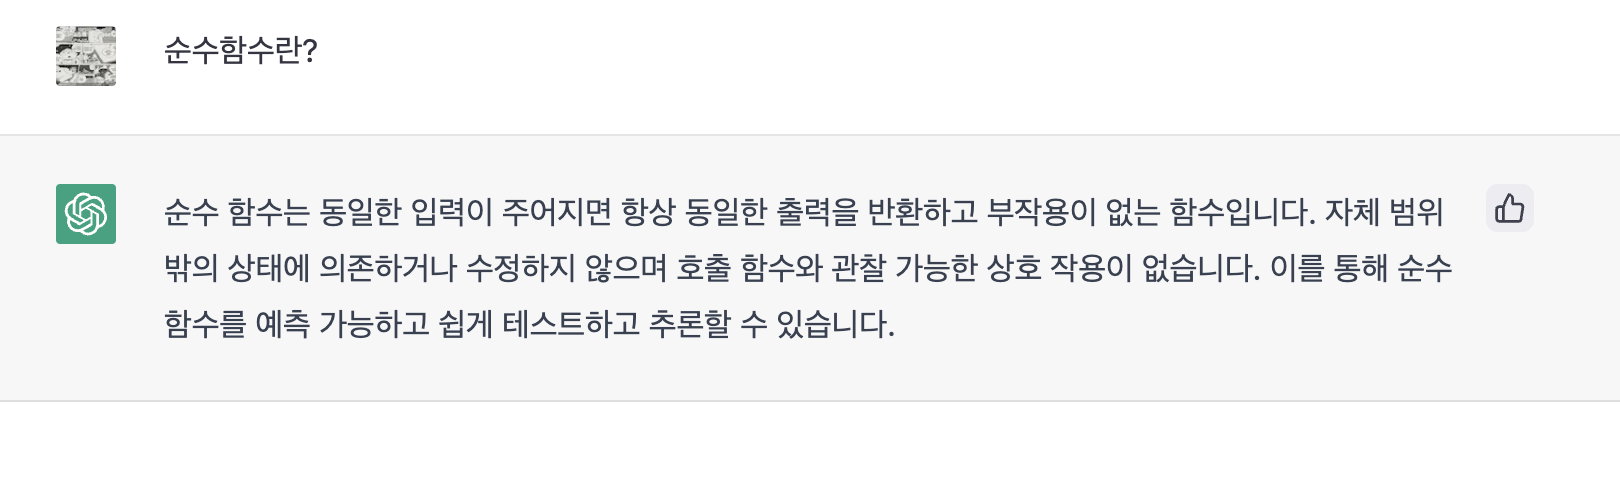 순수함수란?
순수 함수는 동일한 입력이 주어지면 항상 동일한 출력을 반환하고 부작용이 없는 함수입니다. 자체 범위
밖의 상태에 의존하거나 수정하지 않으며 호출 함수와 관찰 가능한 상호 작용이 없습니다. 이를 통해 순수
함수를 예측 가능하고 쉽게 테스트하고 추론할 수 있습니다.